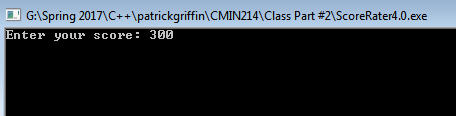 G:\Spring 2017\C++\patrickgriffin\CMIN214\Class Part #2\ScoreRater4.0.exe
Enter your score: 300